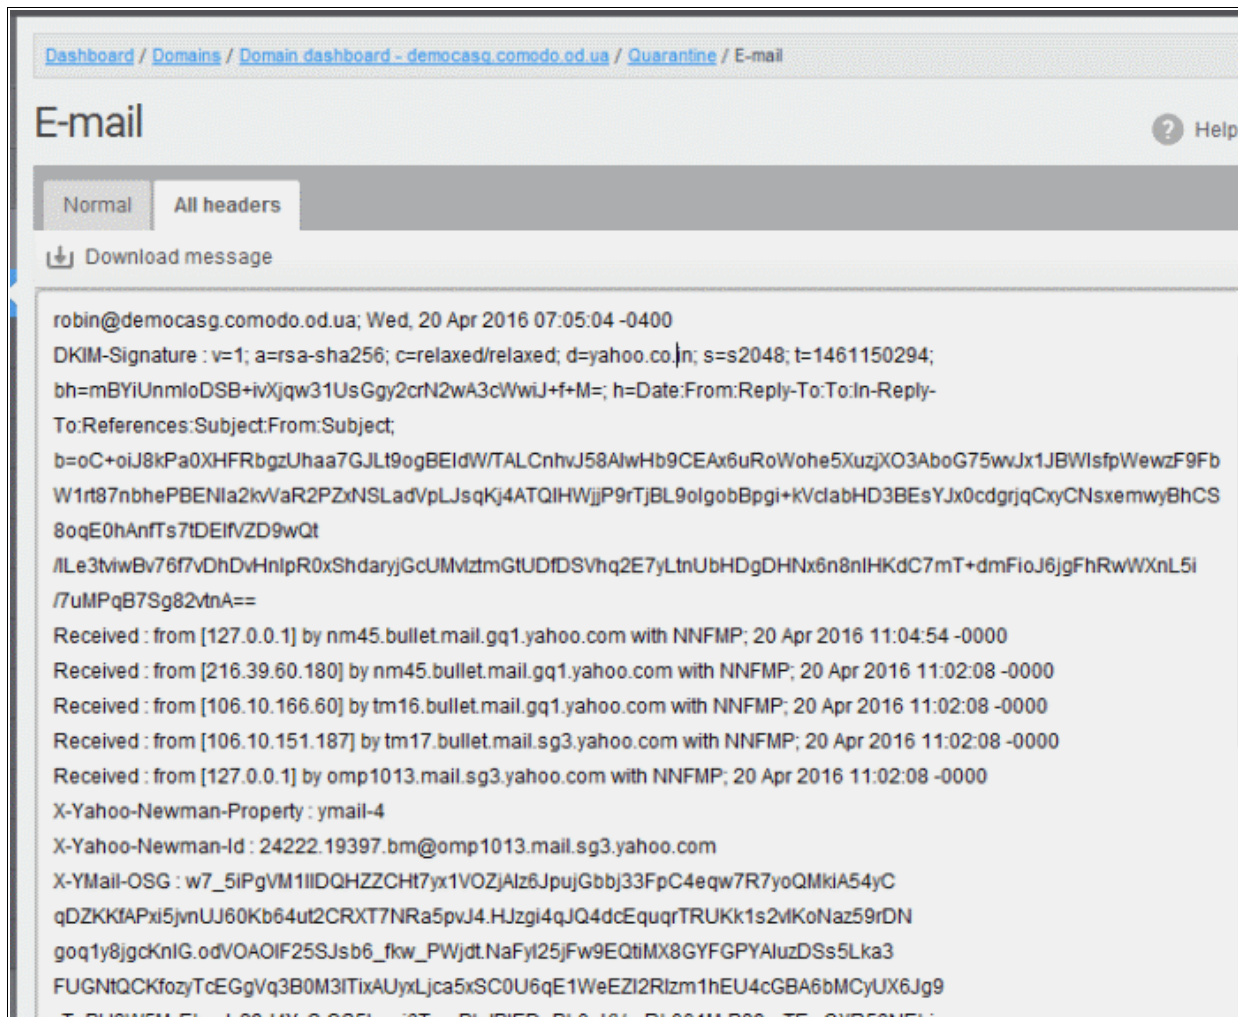 Dashboard / Domains / Domain dashboard - democasg.comodo.od.ua / Quarantine / E-mail
E-mail
Help
Normal All headers
Download message
robin@democasg.comodo.od.ua; Wed, 20 Apr 2016 07:05:04 -0400
DKIM-Signature : v=1; a=rsa-sha256; c=relaxed/relaxed; d=yahoo.co.in; s=s2048; t=1461150294;
bh=mBYiUnmloDSB+ivXjqw31UsGgy2crN2wA3cWwiJ+f+M=; h=Date:From:Reply-To:To:In-Reply-
To:References:Subject:From:Subject;
b=oC+oiJ8kPa0XHFRbgzUhaa7GJLt9ogBEIdW/TALCnhvJ58AlwHb9CEAx6uRoWohe5XuzjXO3AboG75wvJx1JBWIsfpWewzF9Fb
W1rt87nbhePBENla2kvVaR2PZxNSLadVpLJsqKj4ATQIHWjjP9rTjBL9olgobBpgi+kVclabHD3BEsYJx0cdgrjqCxyCNsxemwyBhCS
8oqE0hAnfTs7tDElfVZD9wQt
/lLe3tviwBv76f7vDhDvHnlpR0xShdaryjGcUMvlztmGtUDfDSVhq2E7yLtnUbHDgDHNx6n8nlHKdC7mT+dmFioJ6jgFhRwWXnL5i
/7uMPqB7Sg82vtnA==
Received : from [127.0.0.1] by nm45.bullet.mail.gq1.yahoo.com with NNFMP; 20 Apr 2016 11:04:54 -0000
Received : from [216.39.60.180] by nm45.bullet.mail.gq1.yahoo.com with NNFMP; 20 Apr 2016 11:02:08 -0000
Received : from [106.10.166.60] by tm16.bullet.mail.gq1.yahoo.com with NNFMP; 20 Apr 2016 11:02:08 -0000
Received : from [106.10.151.187] by tm17.bullet.mail.sg3.yahoo.com with NNFMP; 20 Apr 2016 11:02:08 -0000
Received : from [127.0.0.1] by omp1013.mail.sg3.yahoo.com with NNFMP; 20 Apr 2016 11:02:08 -0000
X-Yahoo-Newman-Property : ymail-4
X-Yahoo-Newman-Id : 24222.19397.bm@omp1013.mail.sg3.yahoo.com
X-YMail-OSG : w7_5iPgVM1lIDQHZZCHt7yx1VOZjAlz6JpujGbbj33FpC4eqw7R7yoQMkiA54yC
qDZKKfAPxi5jvnUJ60Kb64ut2CRXT7NRa5pvJ4.HJzgi4qJQ4dcEquqrTRUKk1s2vlKoNaz59rDN
goq1y8jgcKnlG.odVOAOlF25SJsb6_fkw_PWjdt.NaFyl25jFw9EQtiMX8GYFGPYAluzDSs5Lka3
FUGNtQCKfozyTcEGgVq3B0M3lTixAUyxLjca5xSC0U6qE1WeEZl2Rlzm1hEU4cGBA6bMCyUX6Jg9